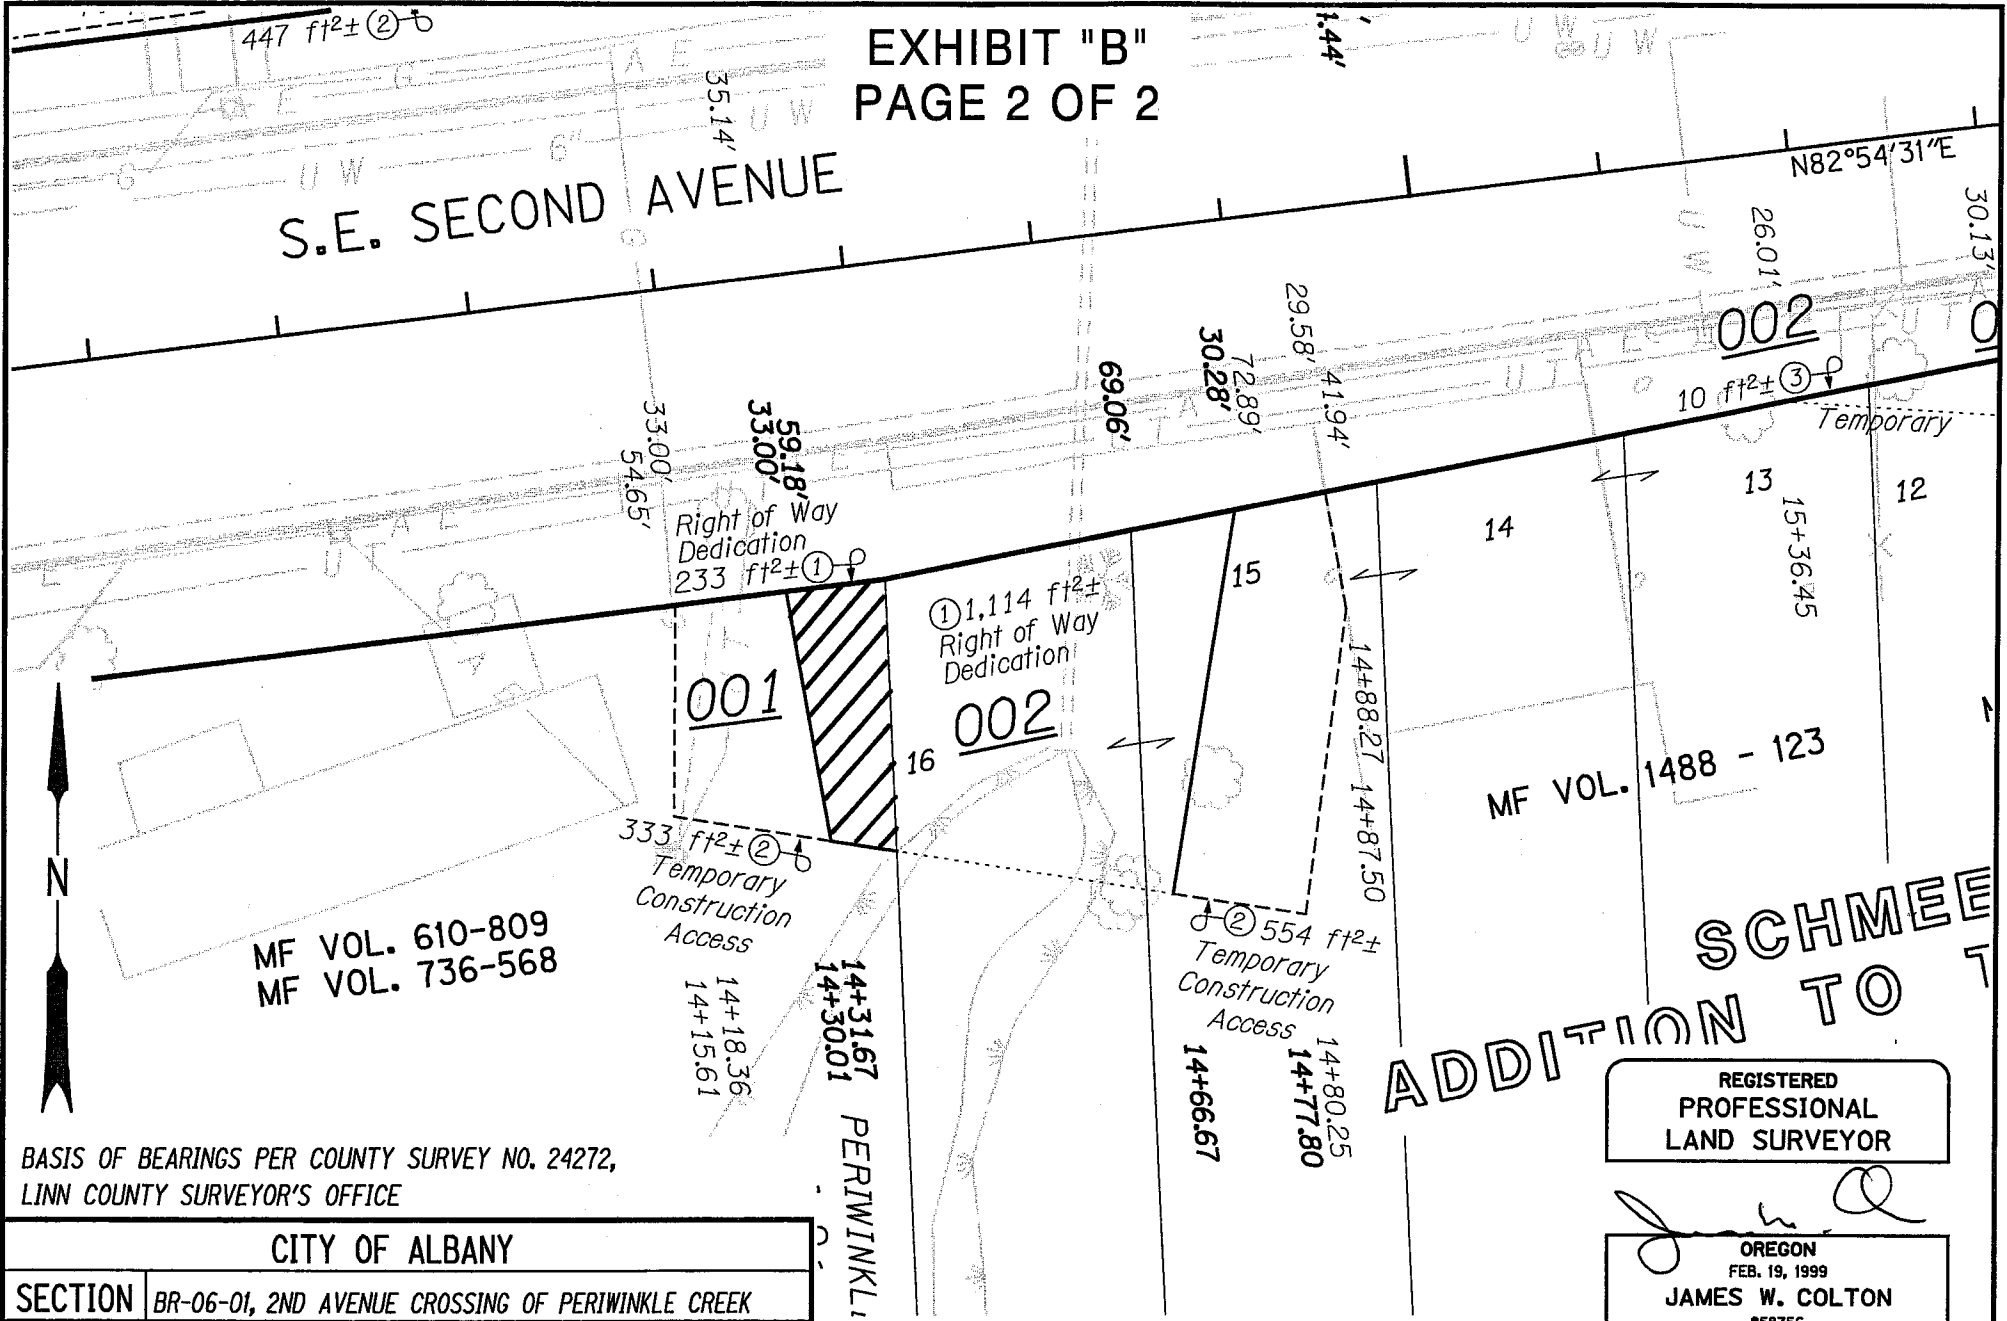 EXHIBIT "B"
PAGE 2 OF 2
447 ft²± ②
35.14'
1.44'
G E G A E
U W 6" U W
U W U W
S.E. SECOND AVENUE
N82°54'31"E
30.13'
26.01'
002
10 ft²± ③
Temporary
29.58' 41.94'
72.89'
30.28'
69.06'
59.18'
33.00'
33.00'
54.65'
Right of Way
Dedication
233 ft²± ①
① 1,114 ft²±
Right of Way
Dedication
001
002
16
15
14
13
12
15+36.45
14+88.27 14+87.50
MF VOL. 1488 - 123
333 ft²± ②
Temporary
Construction
Access
② 554 ft²±
Temporary
Construction
Access
N
MF VOL. 610-809
MF VOL. 736-568
14+18.36
14+15.61
14+31.67
14+30.01
14+66.67
14+80.25
14+77.80
PERIWINKL
SCHMEE
ADDITION TO T
BASIS OF BEARINGS PER COUNTY SURVEY NO. 24272,
LINN COUNTY SURVEYOR'S OFFICE
CITY OF ALBANY
SECTION BR-06-01, 2ND AVENUE CROSSING OF PERIWINKLE CREEK
REGISTERED
PROFESSIONAL
LAND SURVEYOR
OREGON
FEB. 19, 1999
JAMES W. COLTON